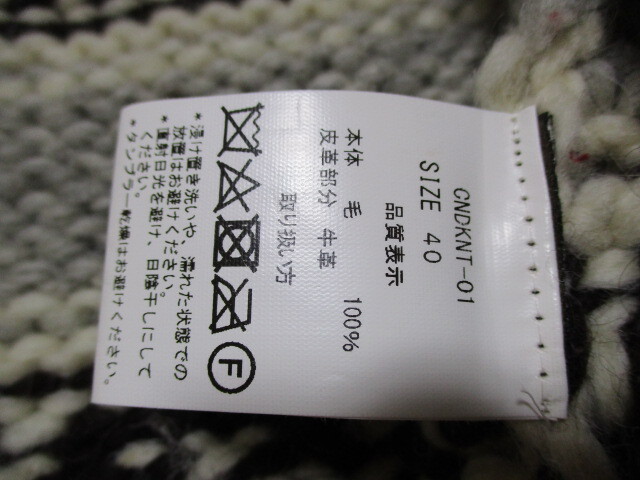 CNDKNT-01
SIZE 40
品質表示
本体 毛 100%
皮革部分 牛革
取り扱い方
F
*浸け置き洗いや、濡れた状態での
放置はお避けください。
*直射日光を避け、日陰干しにして
ください。
*タンブラー乾燥はお避けください。